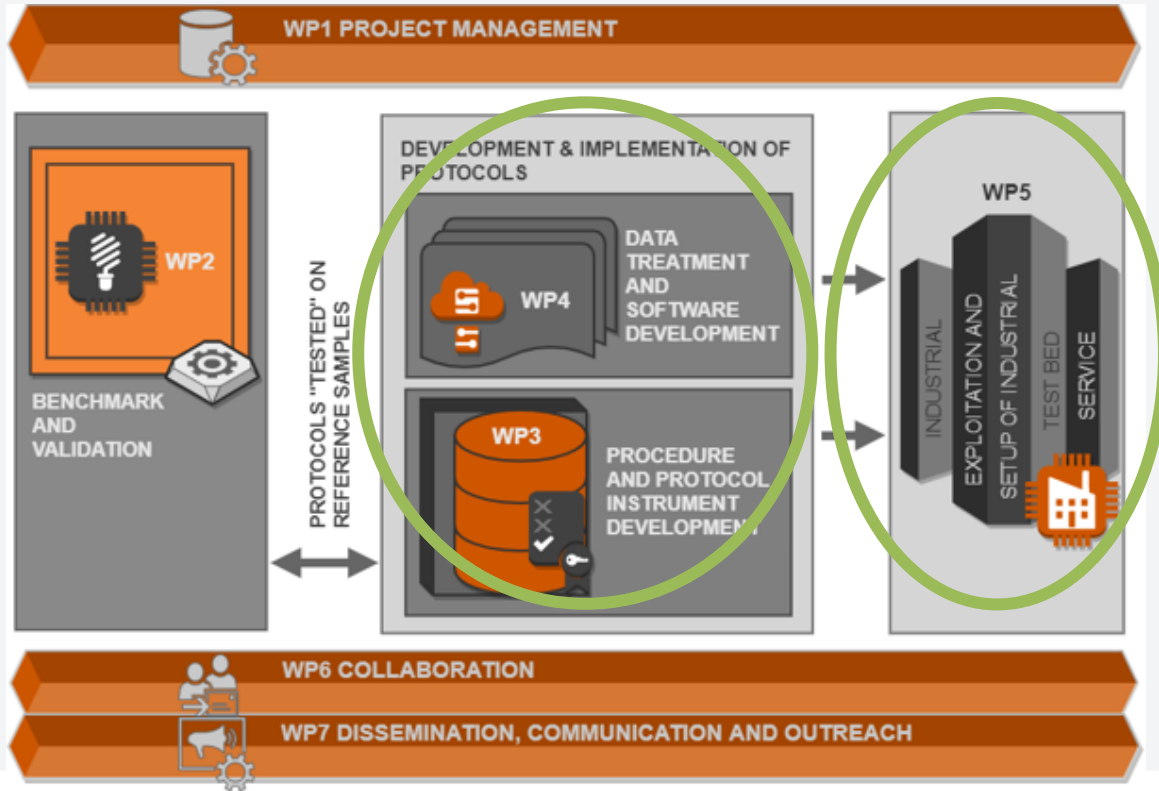 WP1 PROJECT MANAGEMENT
WP2
BENCHMARK
AND
VALIDATION
PROTOCOLS "TESTED" ON
REFERENCE SAMPLES
DEVELOPMENT & IMPLEMENTATION OF
PROTOCOLS
WP4
DATA
TREATMENT
AND
SOFTWARE
DEVELOPMENT
WP3
PROCEDURE
AND PROTOCOL
INSTRUMENT
DEVELOPMENT
WP5
INDUSTRIAL
EXPLOITATION AND
SETUP OF INDUSTRIAL
TEST BED
SERVICE
WP6 COLLABORATION
WP7 DISSEMINATION, COMMUNICATION AND OUTREACH